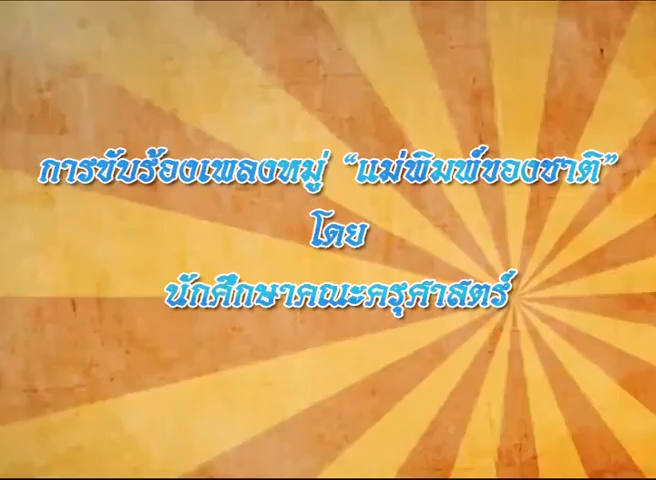 การขับร้องเพลงหมู่ “แม่พิมพ์ของชาติ”
โดย
นักศึกษาคณะครุศาสตร์